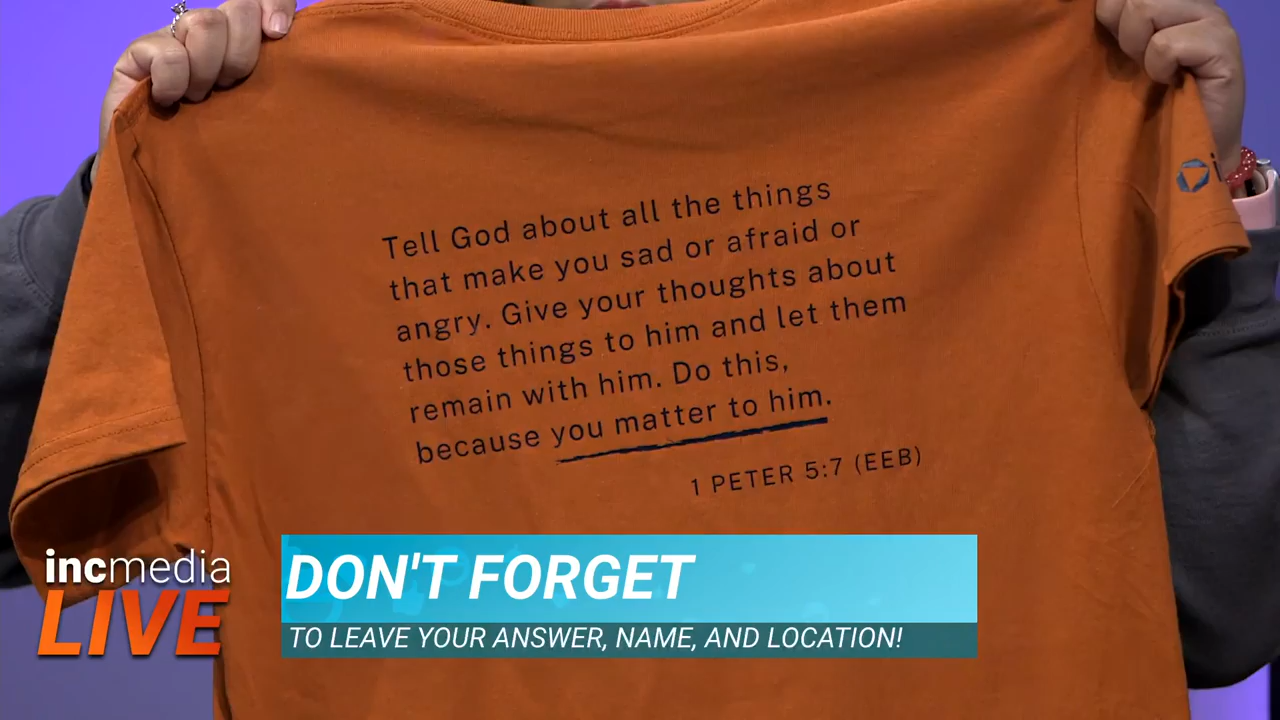 Tell God about all the things
that make you sad or afraid or
angry. Give your thoughts about
those things to him and let them
remain with him. Do this,
because you matter to him.
1 PETER 5:7 (EEB)
incmedia
LIVE
DON'T FORGET
TO LEAVE YOUR ANSWER, NAME, AND LOCATION!